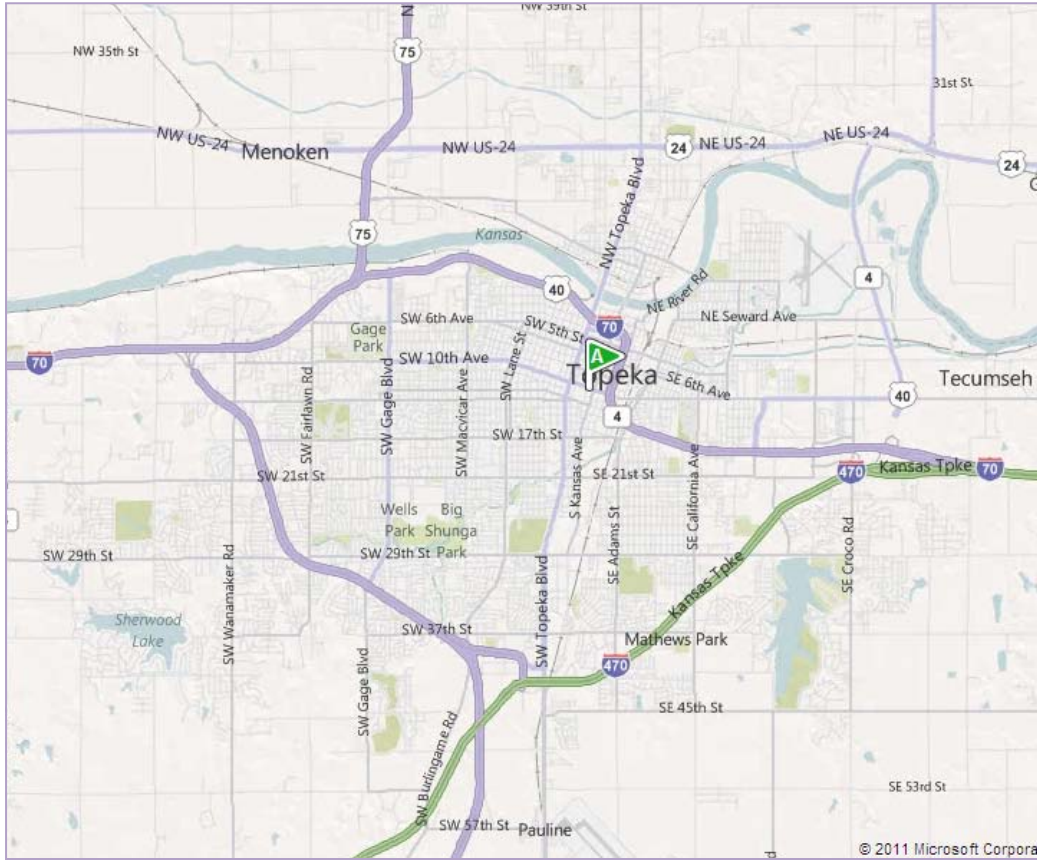 NW 39th St
N
75
NW 35th St
31st St
NW US-24
Menoken
NW US-24
24
NE US-24
NE US-24
24
G
NW Topeka Blvd
75
Kansas
4
40
NE River Rd
SW 6th Ave
SW 5th St
70
NE Seward Ave
Gage
Park
SW 10th Ave
A
70
SW Lane St
Topeka
SE 6th Ave
Tecumseh
40
SW Fairlawn Rd
SW Gage Blvd
SW Macvicar Ave
4
SW 17th St
SW 21st St
S Kansas Ave
SE 21st St
SE California Ave
470
Kansas Tpke
70
Wells
Park
Big
Shunga
Park
SW 29th St
SW 29th St
SE Adams St
Kansas Tpke
SE Croco Rd
SW Wanamaker Rd
SW Topeka Blvd
Sherwood
Lake
SW 37th St
Mathews Park
470
SW Gage Blvd
SE 45th St
SW Burlingame Rd
SE 53rd St
SW 57th St
Pauline
© 2011 Microsoft Corpora